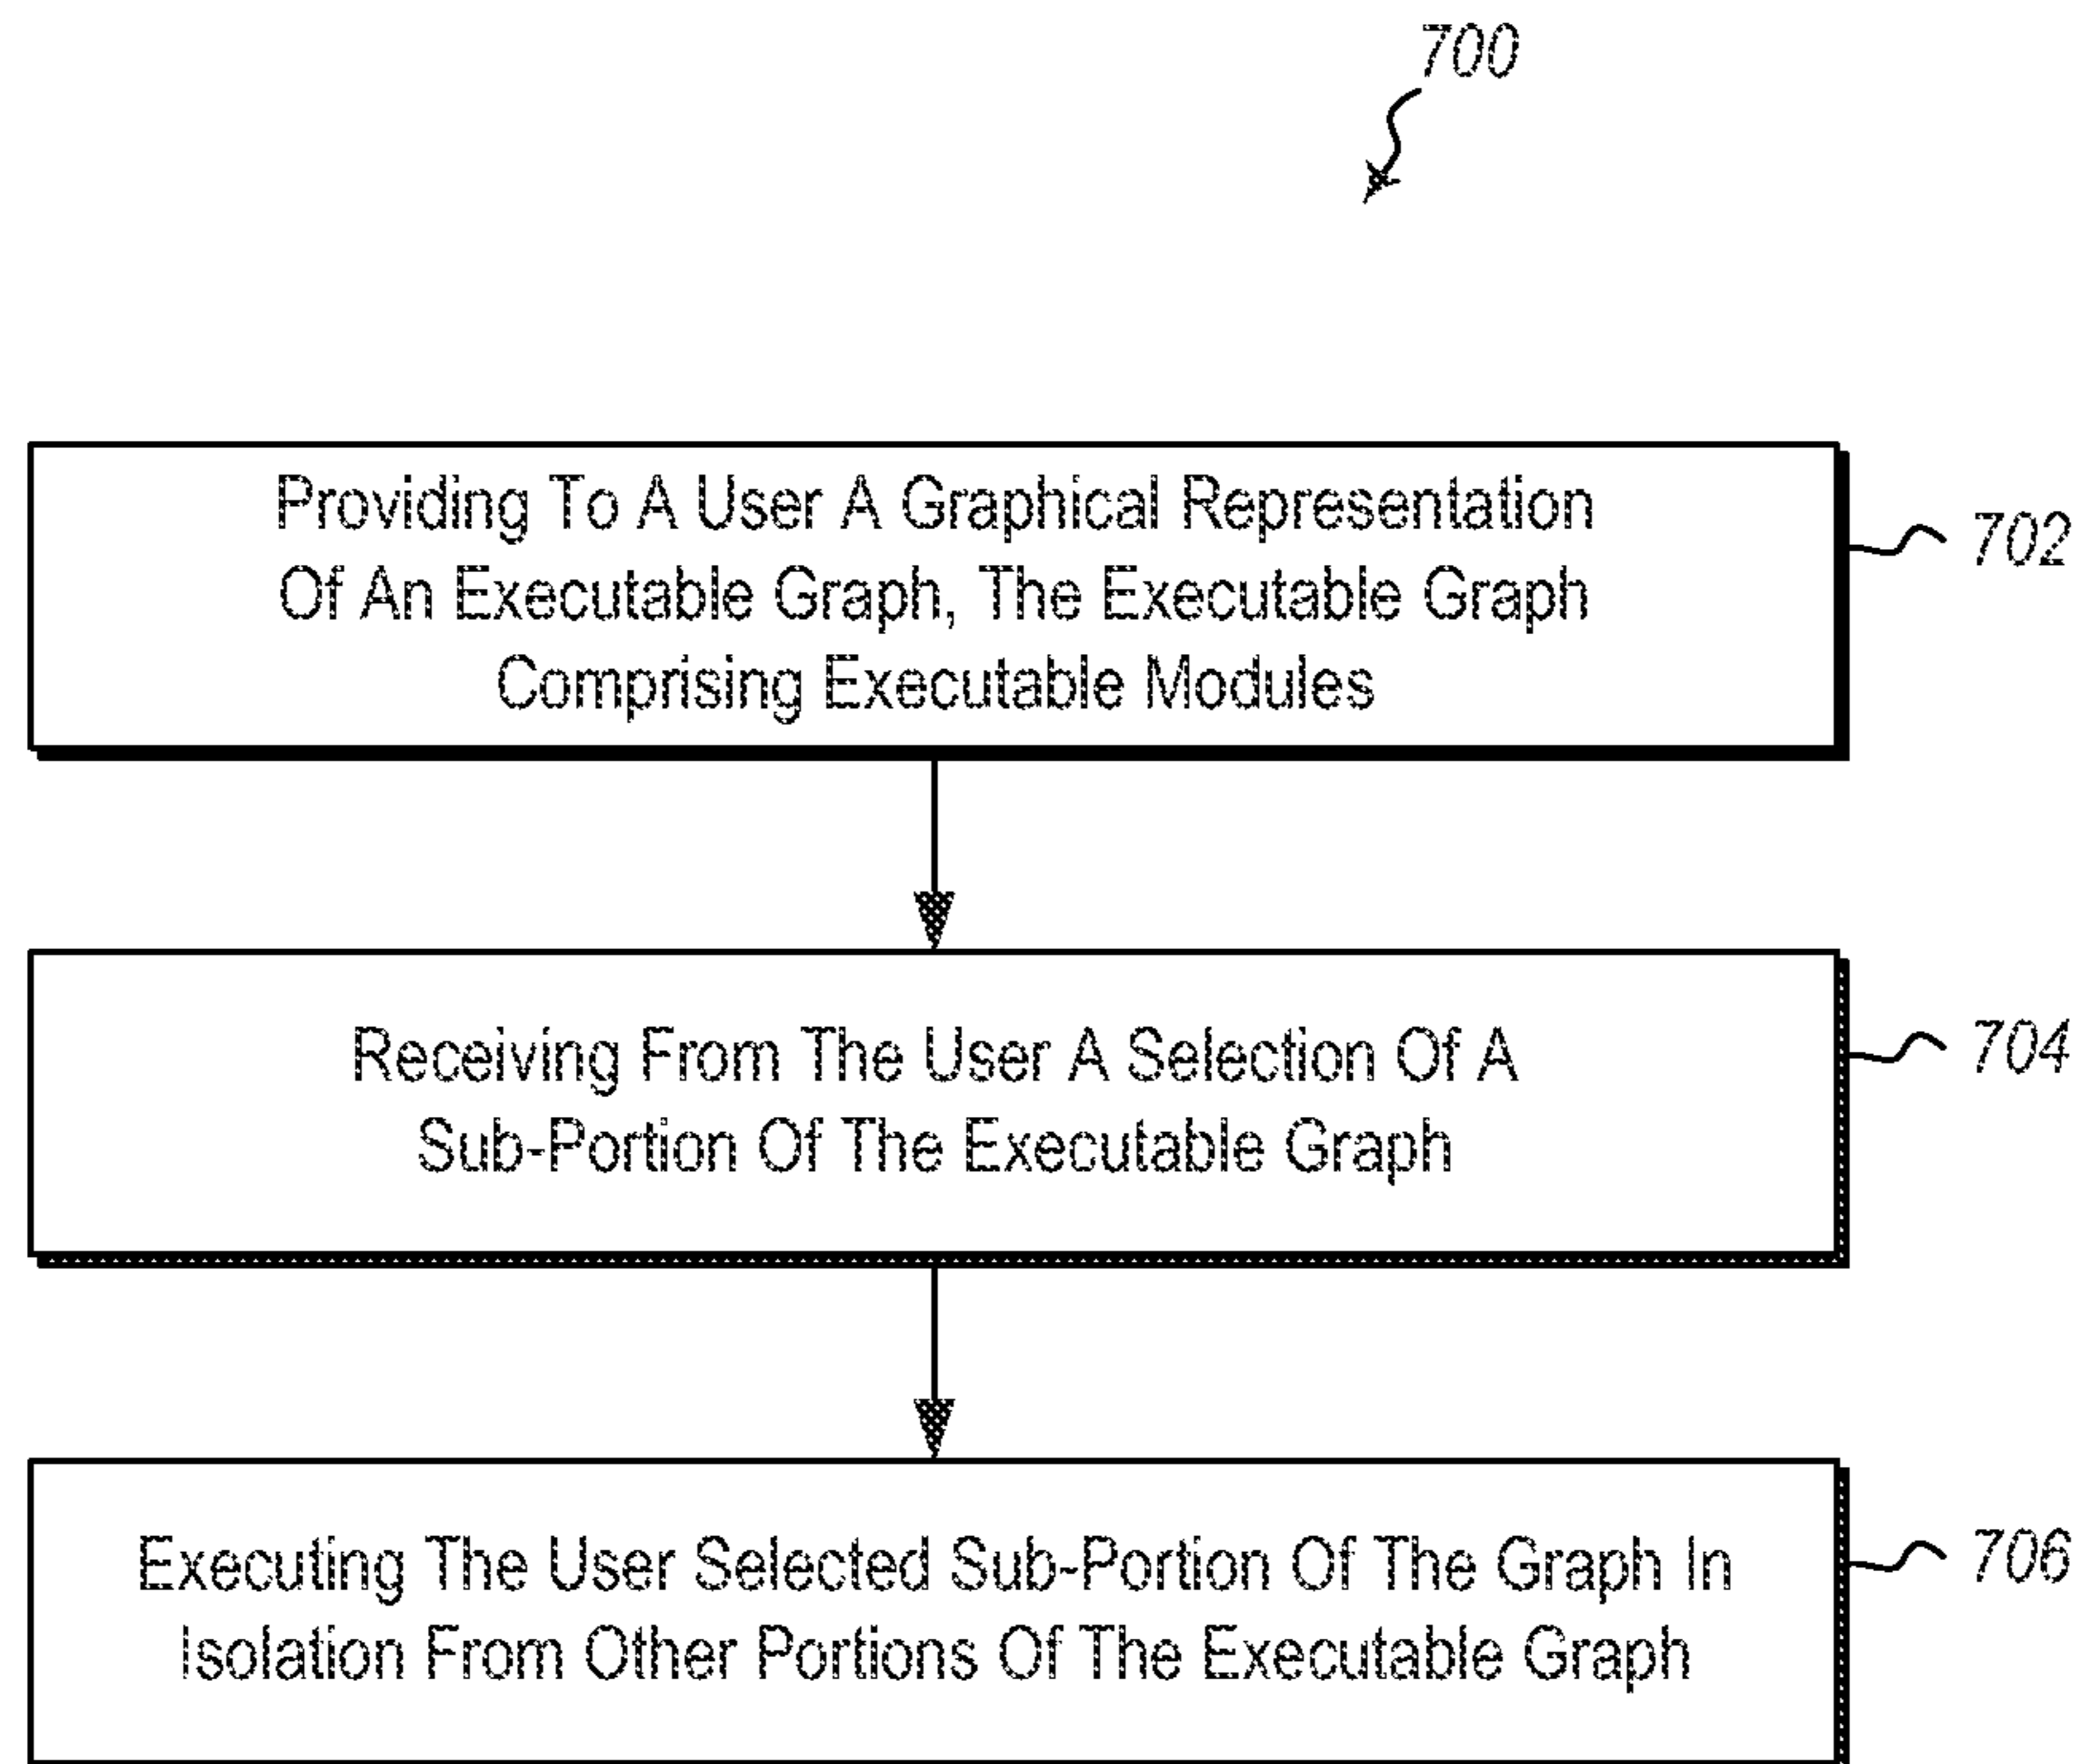 700
Providing To A User A Graphical Representation
Of An Executable Graph, The Executable Graph
Comprising Executable Modules
702
Receiving From The User A Selection Of A
Sub-Portion Of The Executable Graph
704
Executing The User Selected Sub-Portion Of The Graph In
Isolation From Other Portions Of The Executable Graph
706